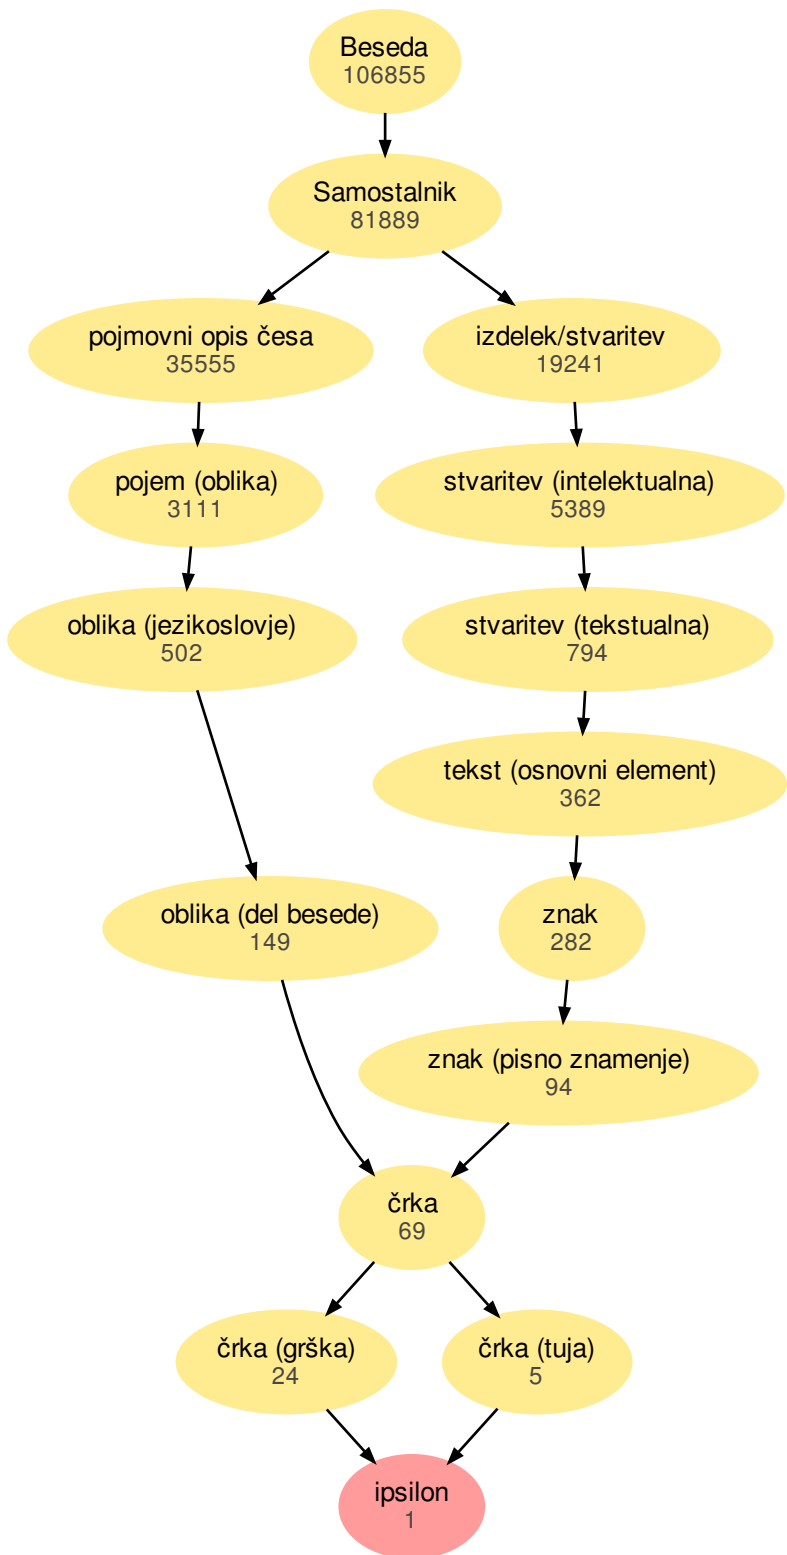 Beseda
106855
Samostalnik
81889
pojmovni opis česa
35555
izdelek/stvaritev
19241
pojem (oblika)
3111
stvaritev (intelektualna)
5389
oblika (jezikoslovje)
502
stvaritev (tekstualna)
794
tekst (osnovni element)
362
oblika (del besede)
149
znak
282
znak (pisno znamenje)
94
črka
69
črka (grška)
24
črka (tuja)
5
ipsilon
1